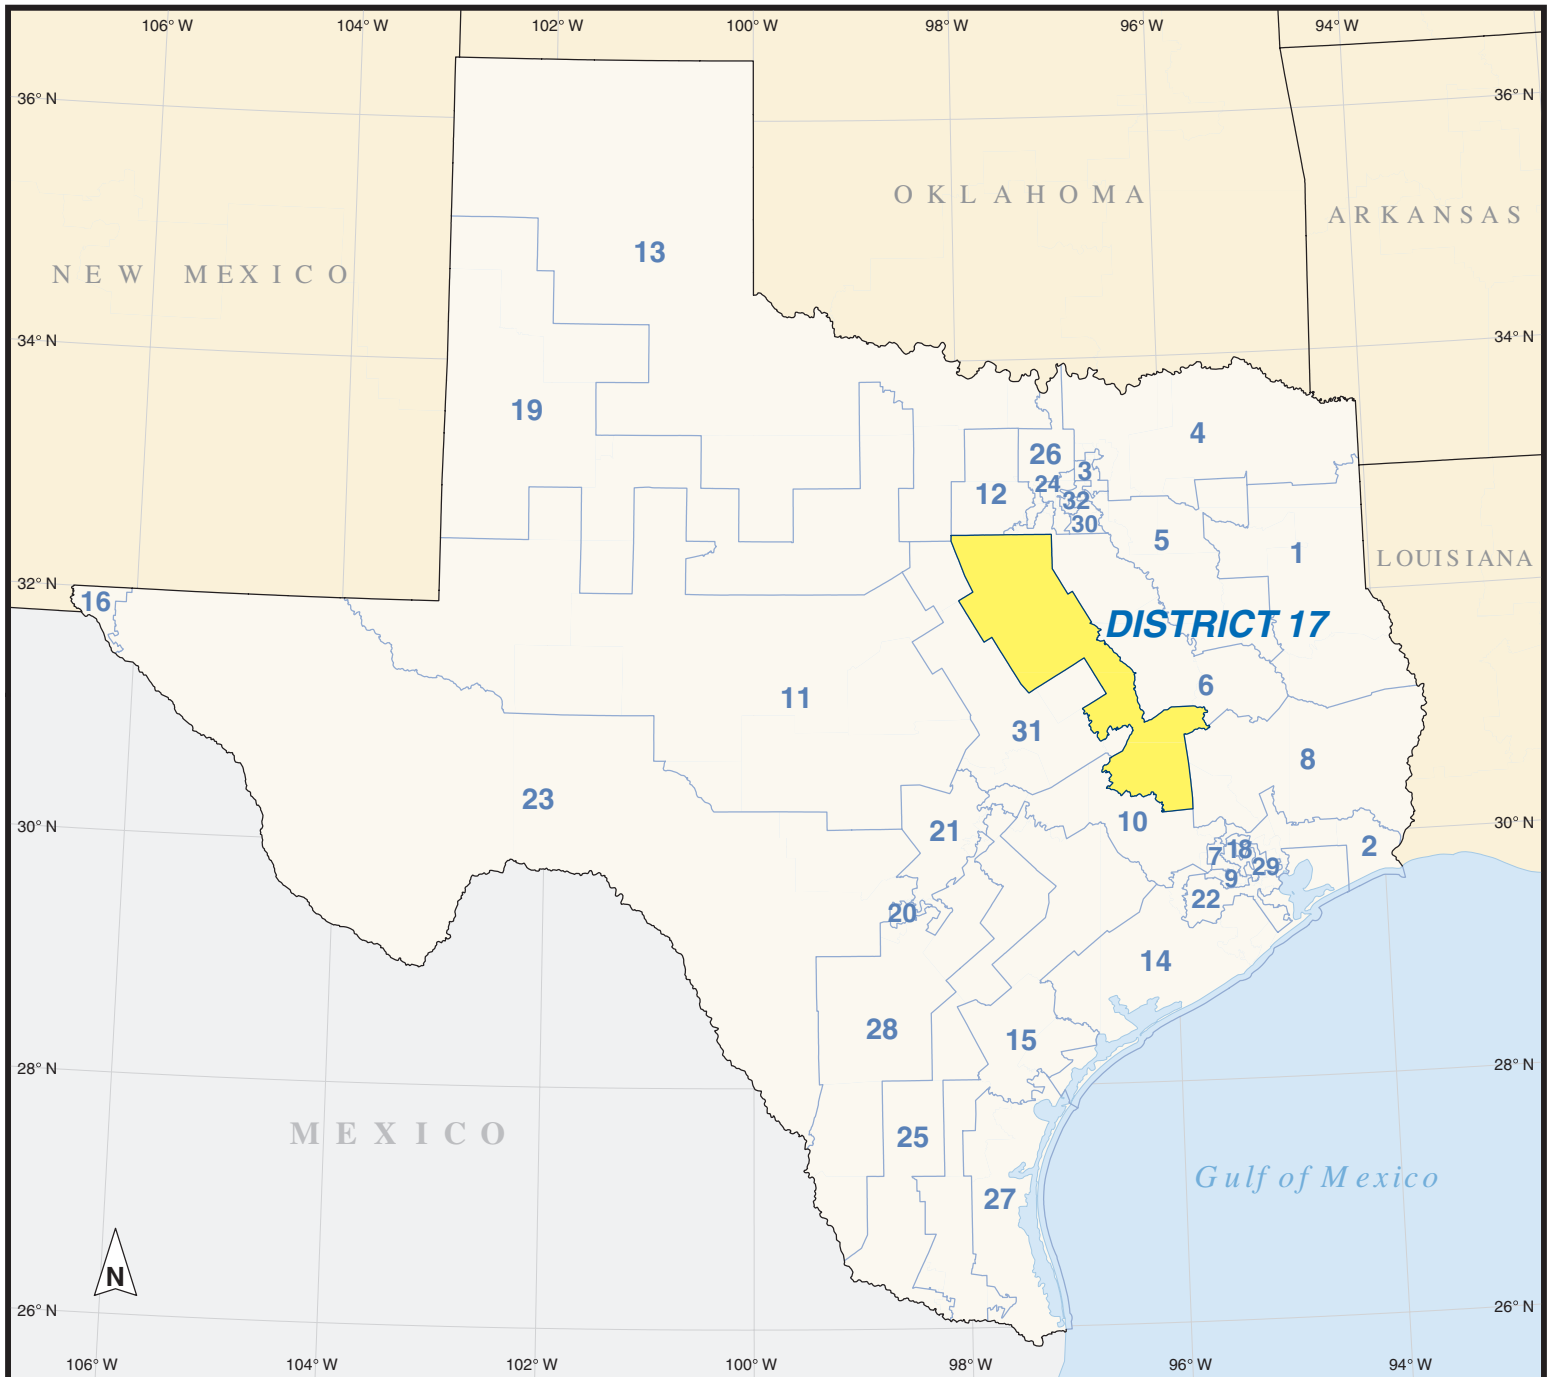 106° W 104° W 102° W 100° W 98° W 96° W 94° W
36° N 36° N
OKLAHOMA
ARKANSAS
13
NEW MEXICO
34° N 34° N
19
4
26
3
24
12
32
30
5
1
LOUISIANA
32° N 32° N
16
DISTRICT 17
6
11
31
8
23
10
21
30° N 30° N
2
18
7
29
9
22
20
14
28
15
28° N 28° N
25
MEXICO
Gulf of Mexico
27
N
26° N 26° N
106° W 104° W 102° W 100° W 98° W 96° W 94° W